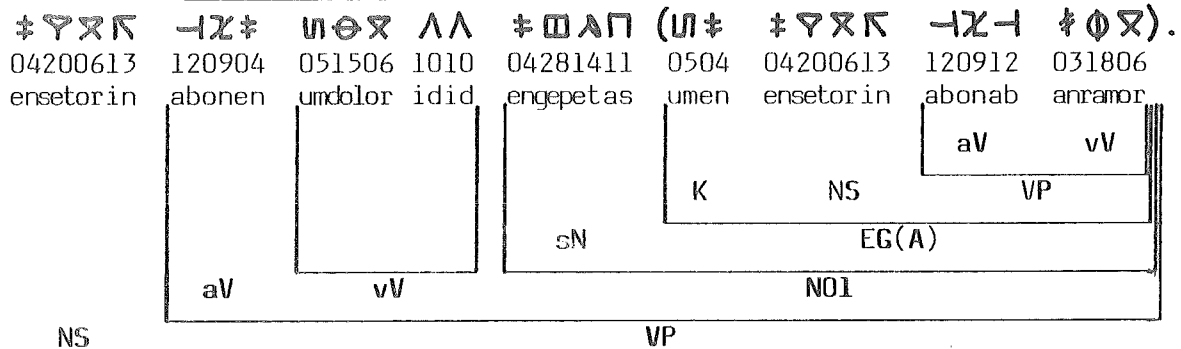 04200613 120904 051506 1010 04281411 0504 04200613 120912 031806
ensetorin abonen umdolor idid engepetas umen ensetorin abonab anramor
aV vV
K NS VP
sN EG(A)
aV vV NO1
NS VP